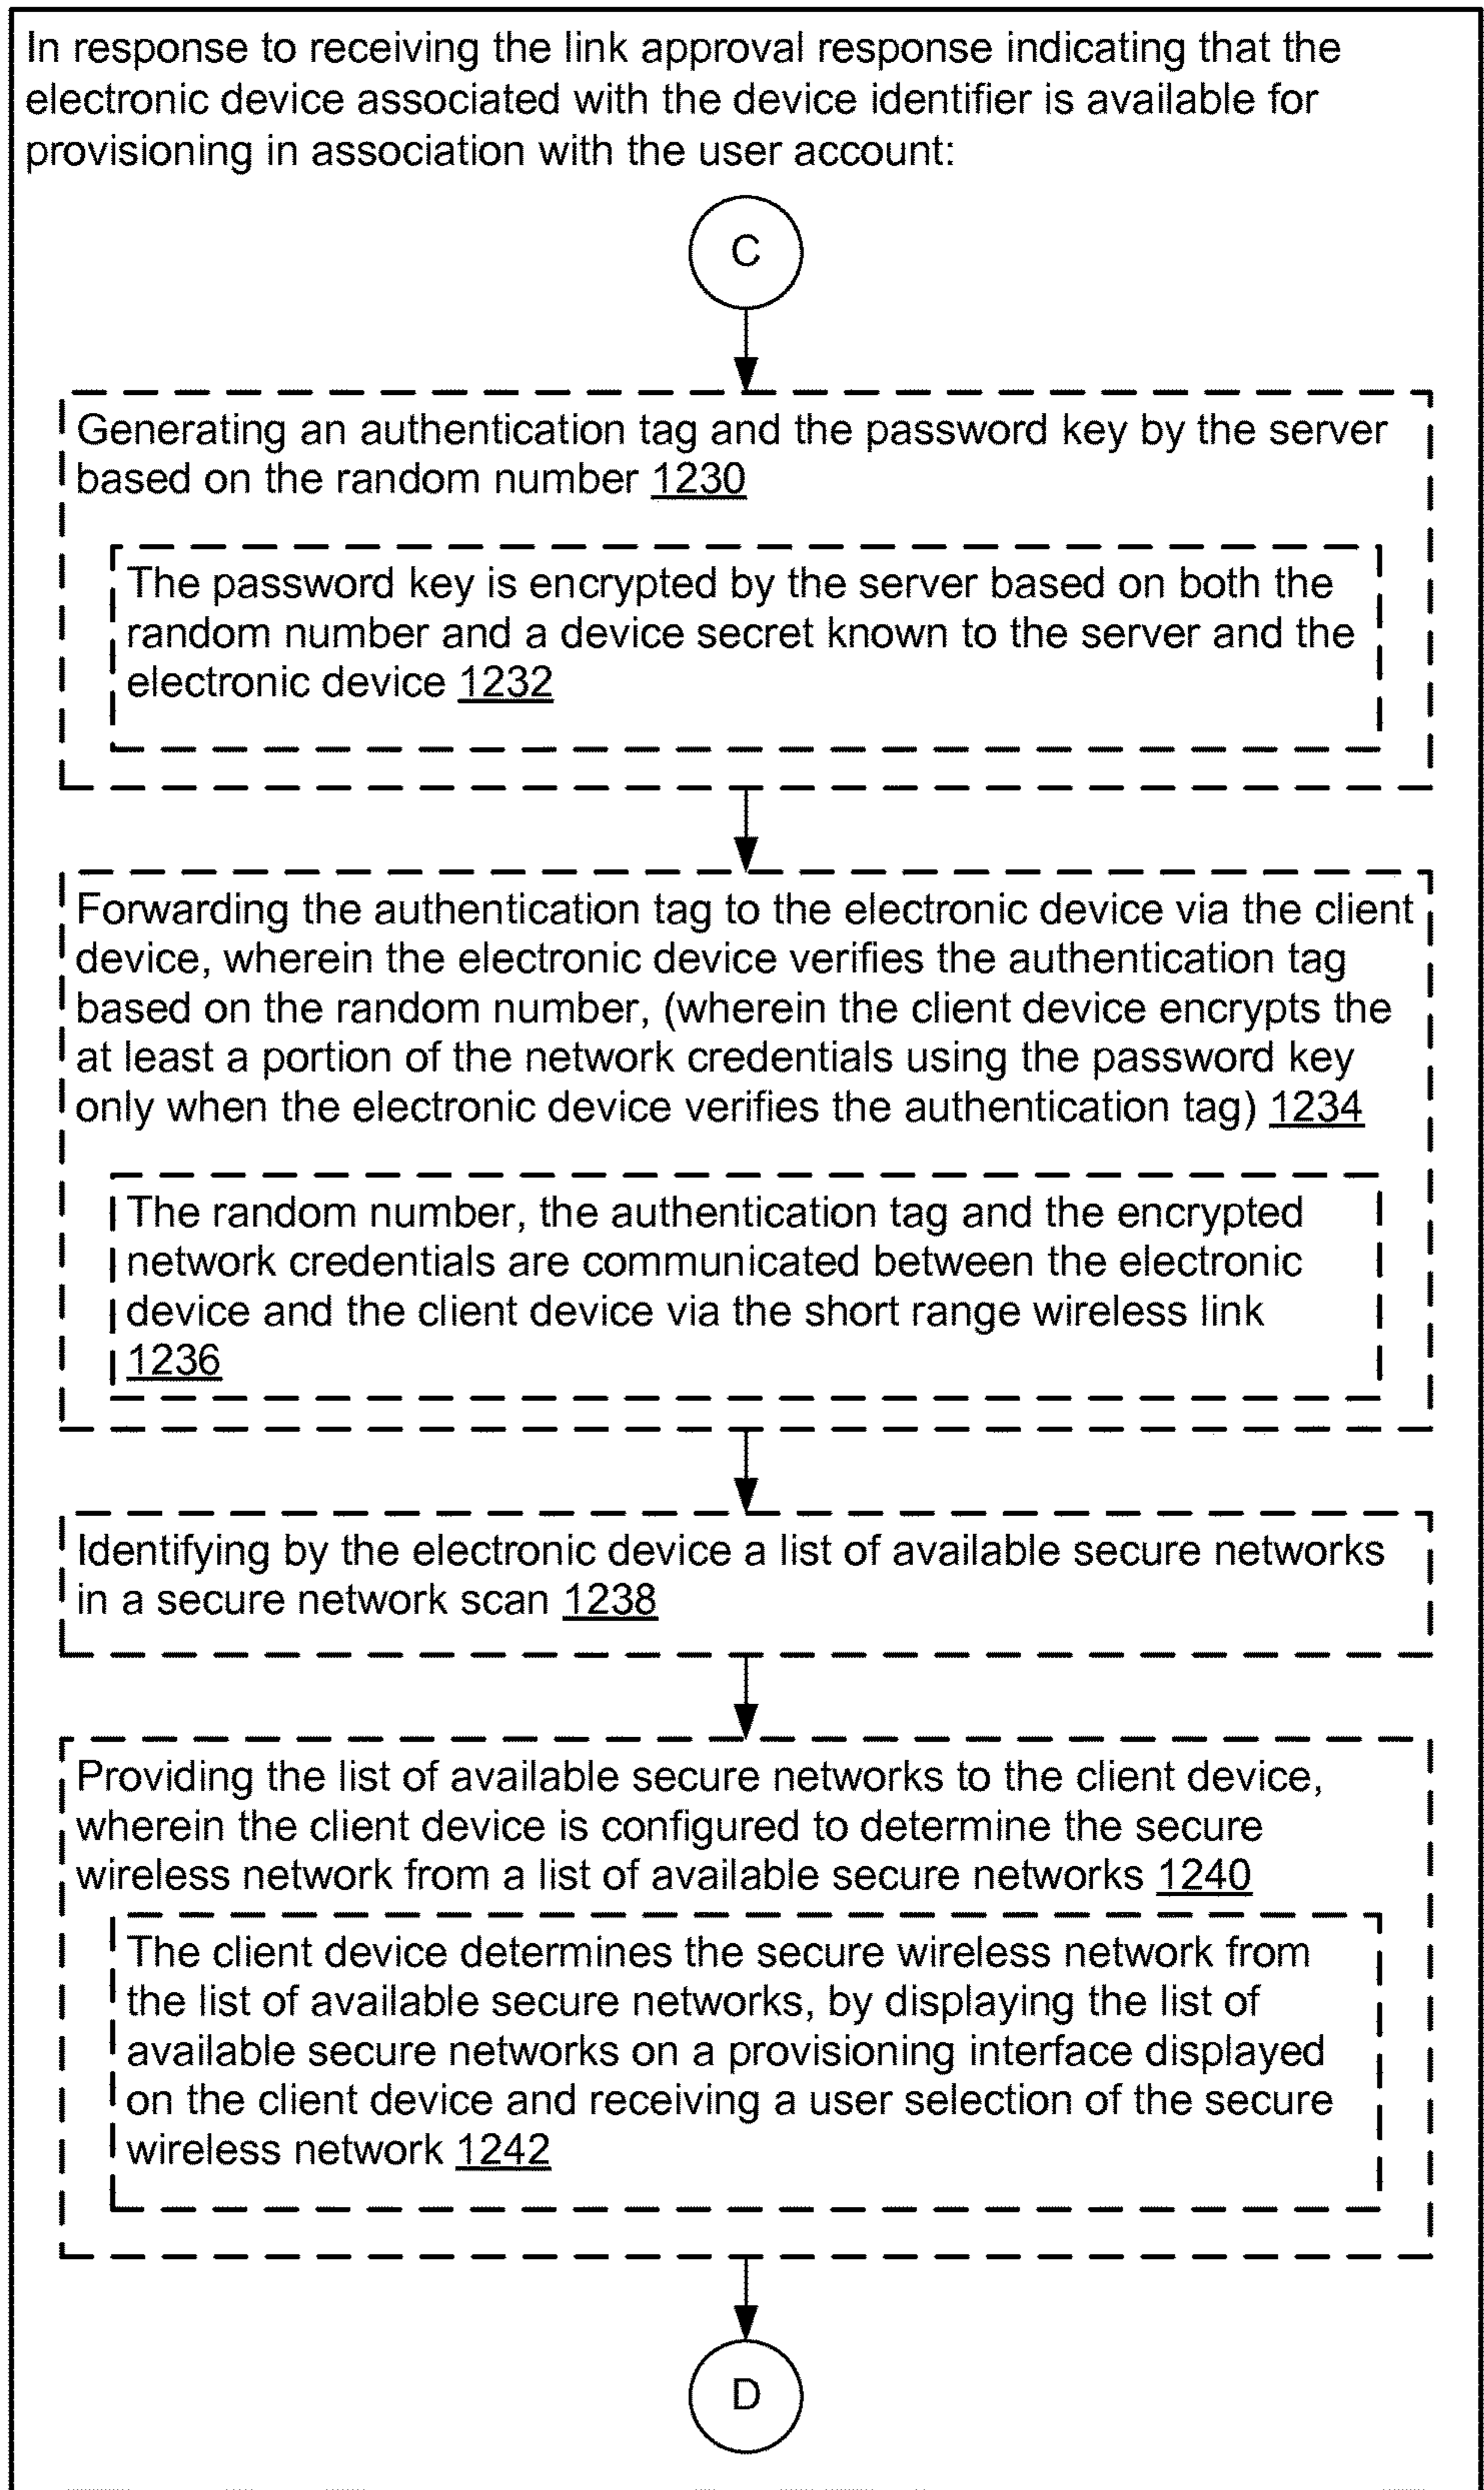 In response to receiving the link approval response indicating that the
electronic device associated with the device identifier is available for
provisioning in association with the user account:
C
Generating an authentication tag and the password key by the server
based on the random number 1230
The password key is encrypted by the server based on both the
random number and a device secret known to the server and the
electronic device 1232
Forwarding the authentication tag to the electronic device via the client
device, wherein the electronic device verifies the authentication tag
based on the random number, (wherein the client device encrypts the
at least a portion of the network credentials using the password key
only when the electronic device verifies the authentication tag) 1234
The random number, the authentication tag and the encrypted
network credentials are communicated between the electronic
device and the client device via the short range wireless link
1236
Identifying by the electronic device a list of available secure networks
in a secure network scan 1238
Providing the list of available secure networks to the client device,
wherein the client device is configured to determine the secure
wireless network from a list of available secure networks 1240
The client device determines the secure wireless network from
the list of available secure networks, by displaying the list of
available secure networks on a provisioning interface displayed
on the client device and receiving a user selection of the secure
wireless network 1242
D